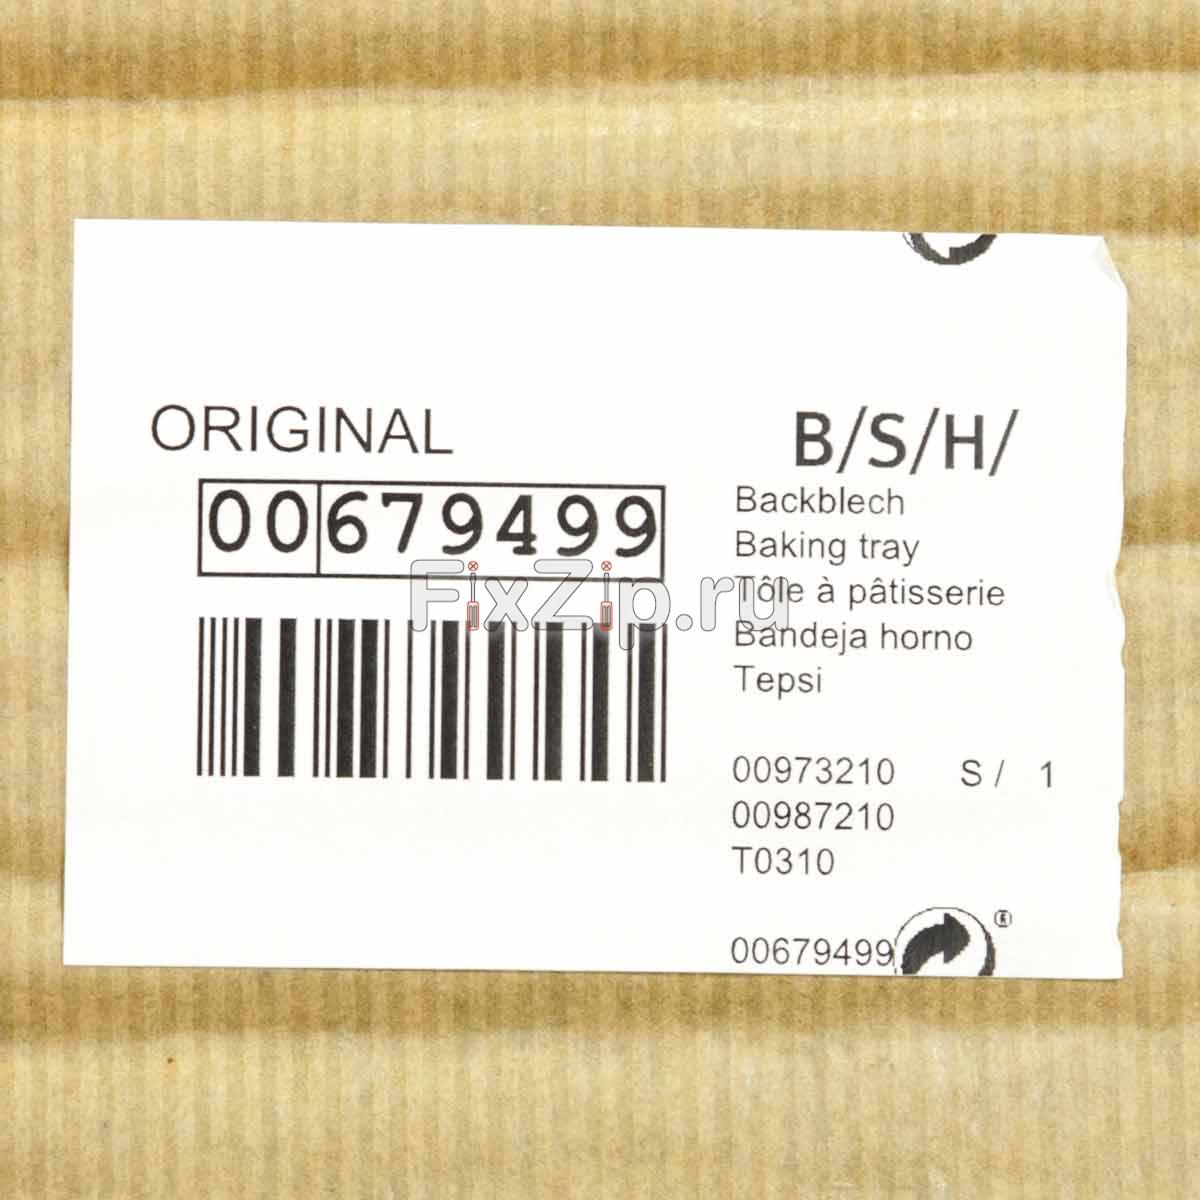 ORIGINAL
00679499
B/S/H/
Backblech
Baking tray
Tôle à pâtisserie
Bandeja horno
Tepsi
00973210 S / 1
00987210
T0310
00679499
®
FixZip.ru